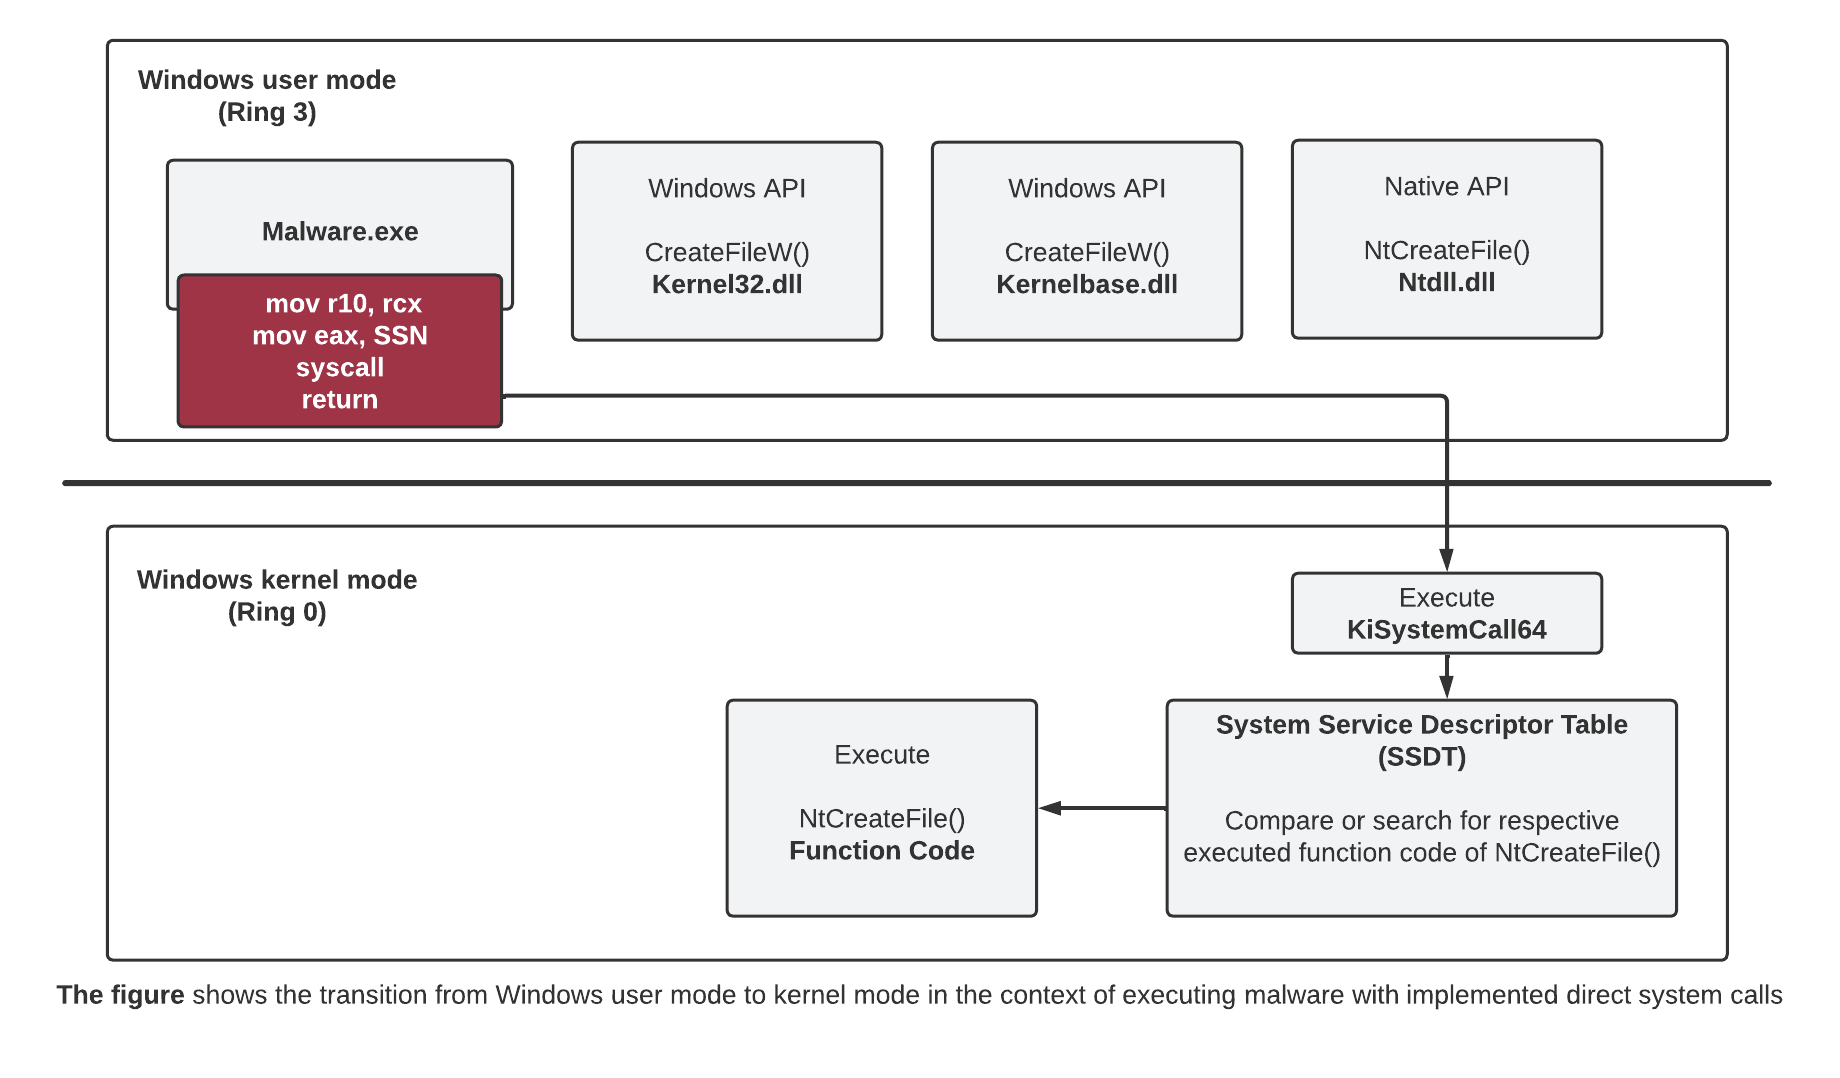 Windows user mode
(Ring 3)
Malware.exe
mov r10, rcx
mov eax, SSN
syscall
return
Windows API
CreateFileW()
Kernel32.dll
Windows API
CreateFileW()
Kernelbase.dll
Native API
NtCreateFile()
Ntdll.dll
Windows kernel mode
(Ring 0)
Execute
KiSystemCall64
System Service Descriptor Table
(SSDT)
Compare or search for respective
executed function code of NtCreateFile()
Execute
NtCreateFile()
Function Code
The figure shows the transition from Windows user mode to kernel mode in the context of executing malware with implemented direct system calls